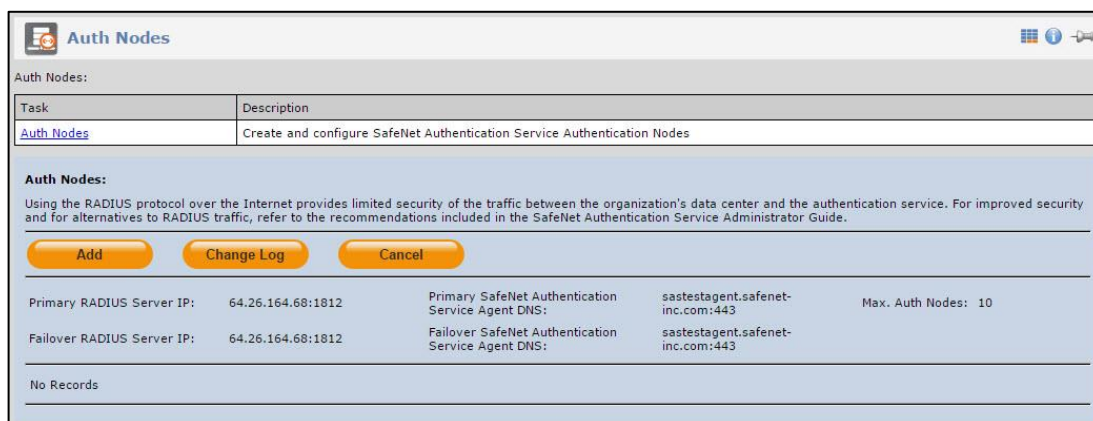 Auth Nodes
Auth Nodes:
Task Description
Auth Nodes Create and configure SafeNet Authentication Service Authentication Nodes
Auth Nodes:
Using the RADIUS protocol over the Internet provides limited security of the traffic between the organization's data center and the authentication service. For improved security
and for alternatives to RADIUS traffic, refer to the recommendations included in the SafeNet Authentication Service Administrator Guide.
Add Change Log Cancel
Primary RADIUS Server IP: 64.26.164.68:1812 Primary SafeNet Authentication Service Agent DNS: sastestagent.safenet-inc.com:443 Max. Auth Nodes: 10
Failover RADIUS Server IP: 64.26.164.68:1812 Failover SafeNet Authentication Service Agent DNS: sastestagent.safenet-inc.com:443
No Records